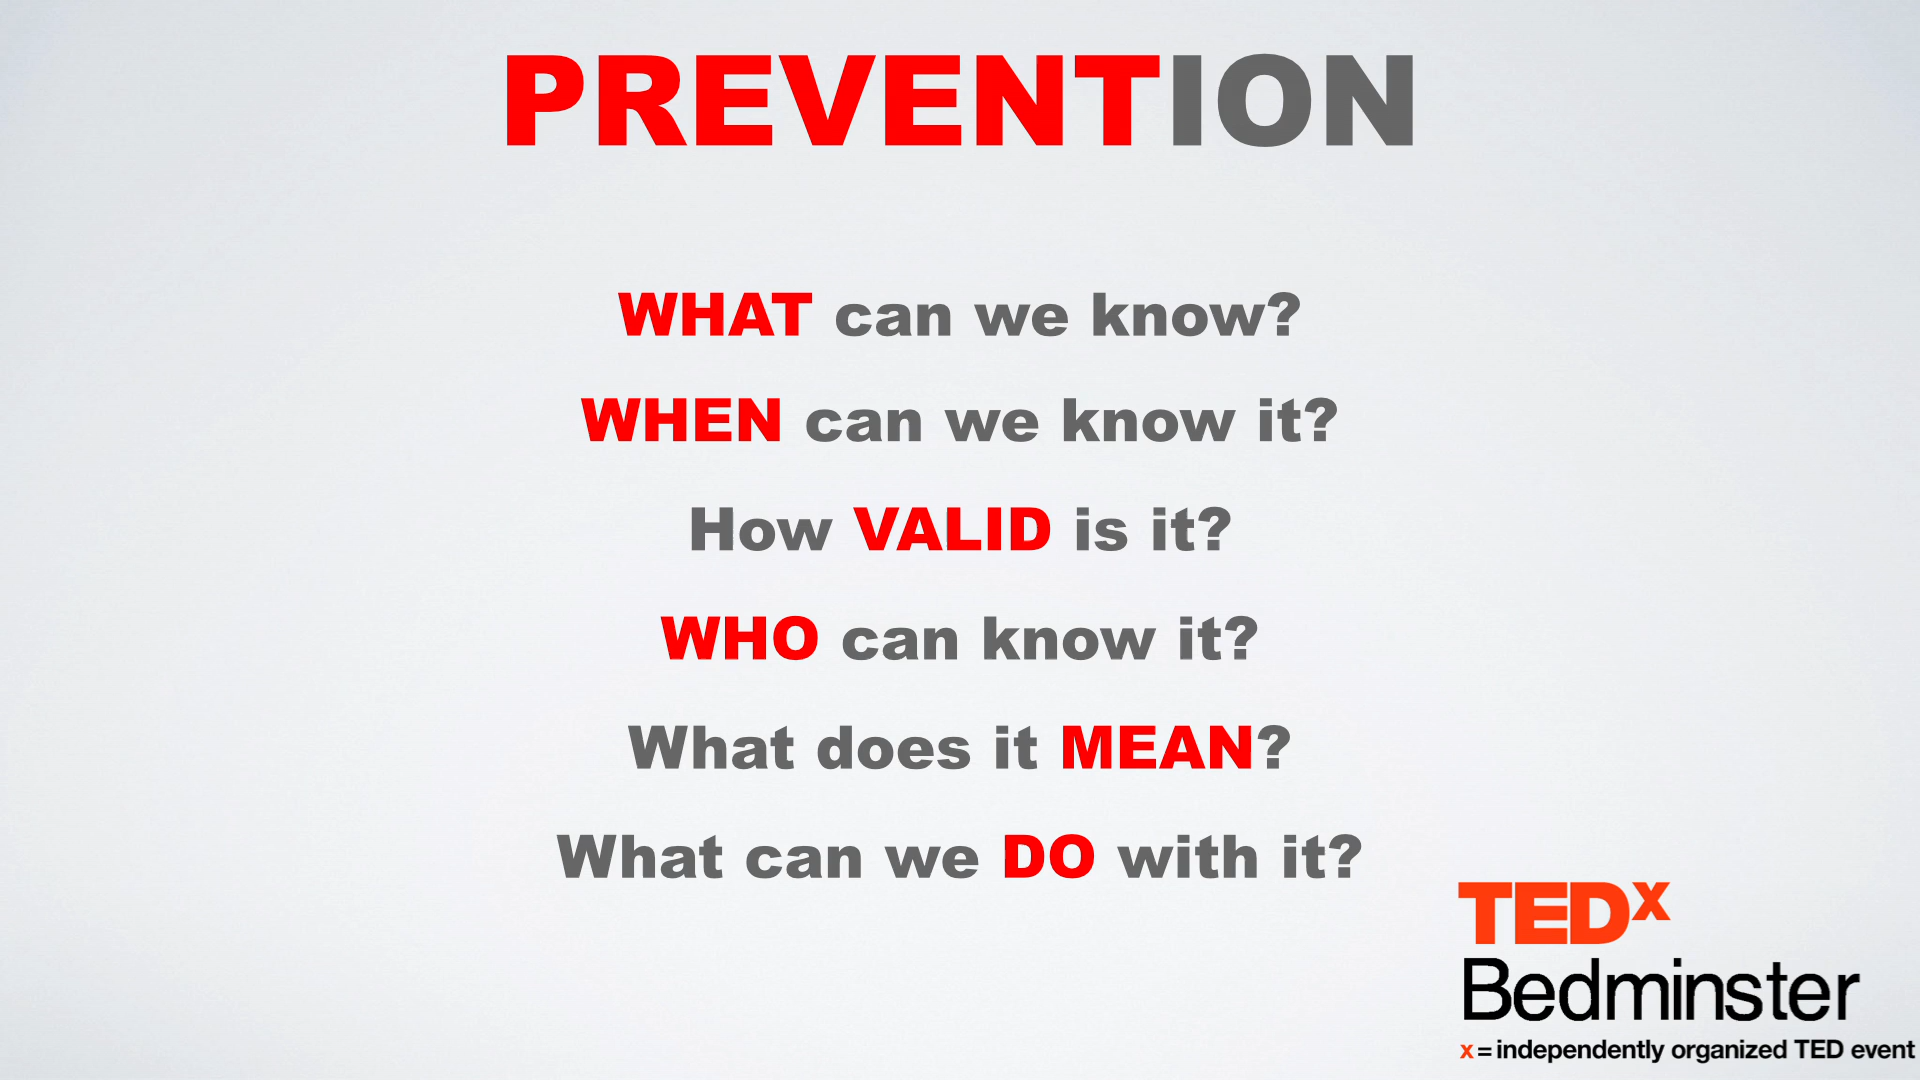 PREVENTION
WHAT can we know?
WHEN can we know it?
How VALID is it?
WHO can know it?
What does it MEAN?
What can we DO with it?
TEDx
Bedminster
x = independently organized TED event